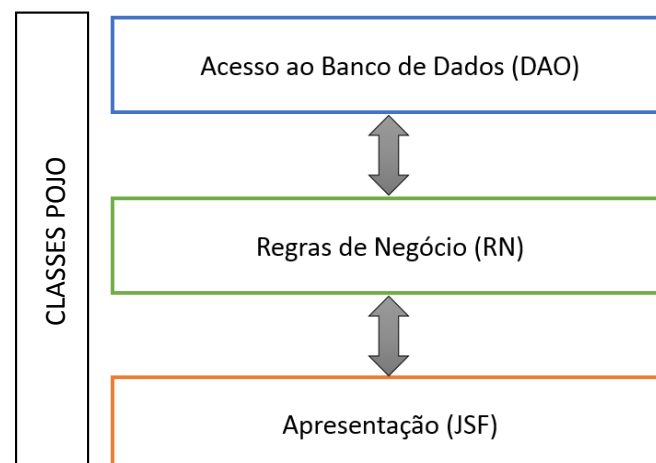 CLASSES POJO
Acesso ao Banco de Dados (DAO)
Regras de Negócio (RN)
Apresentação (JSF)